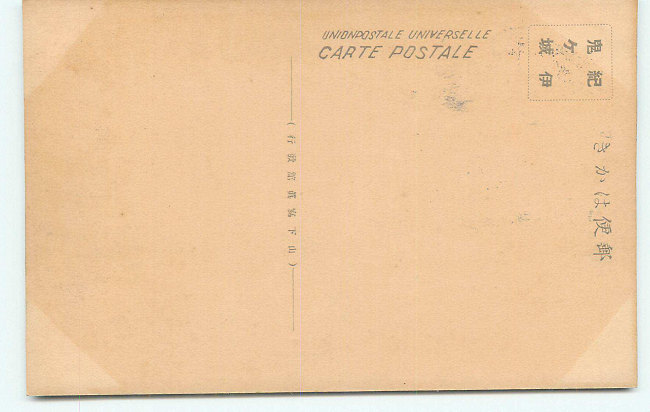 UNIONPOSTALE UNIVERSELLE
CARTE POSTALE
紀伊
鬼ケ城
郵便はかき
(山下寫眞館發行)